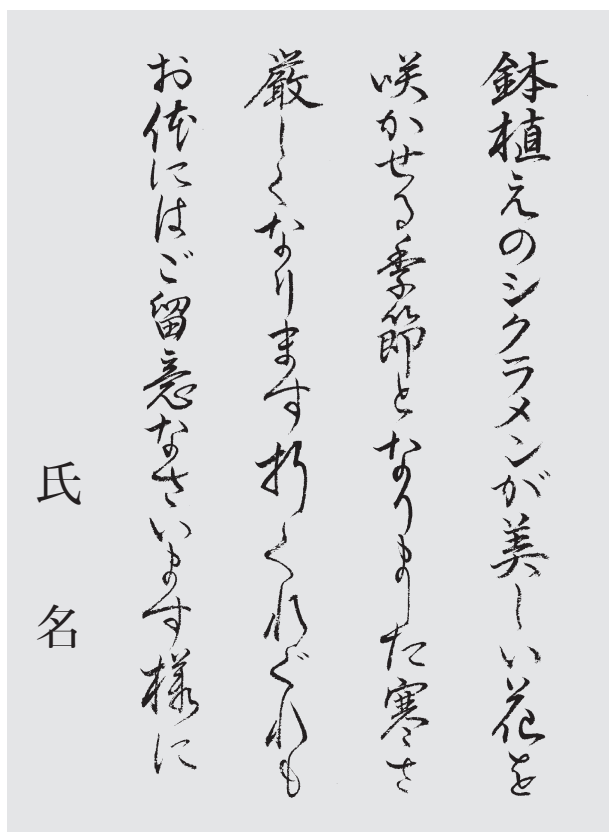 鉢植えのシクラメンが美しい花を
咲かせる季節となりました寒さ
厳しくなります折くれぐれも
お体にはご留意なさいます様に
氏名